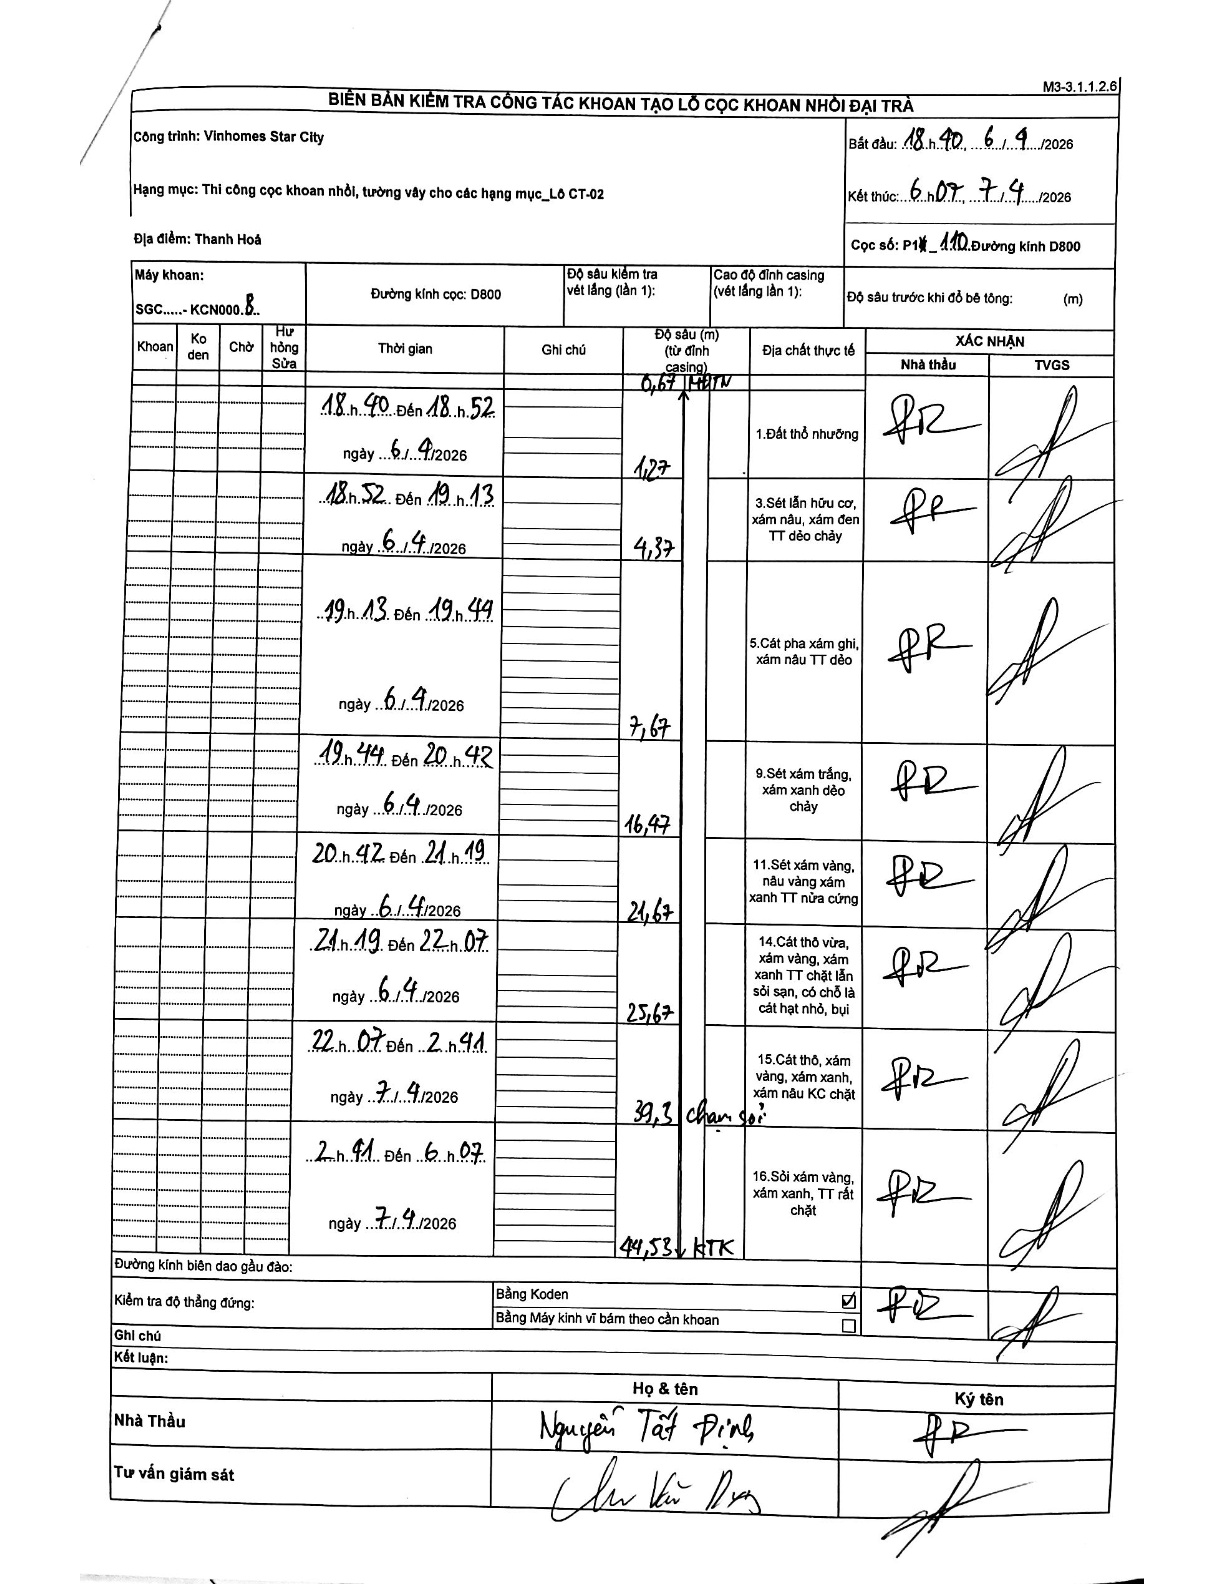 M3-3.1.1.2.6
BIÊN BẢN KIỂM TRA CÔNG TÁC KHOAN TẠO LỖ CỌC KHOAN NHỒI ĐẠI TRÀ
Công trình: Vinhomes Star City
Bắt đầu: 18.h.40, 6./.4./2026
Hạng mục: Thi công cọc khoan nhồi, tường vây cho các hạng mục_Lô CT-02
Kết thúc: 6.h07, 7./.4./2026
Địa điểm: Thanh Hoá
Cọc số: P1_110.Đường kính D800
Máy khoan:
SGC.....- KCN000.8..
Đường kính cọc: D800
Độ sâu kiểm tra
vét lắng (lần 1):
Cao độ đỉnh casing
(vét lắng lần 1):
Độ sâu trước khi đổ bê tông: (m)
Khoan
Ko
den
Chờ
Hư
hỏng
Sửa
Thời gian
Ghi chú
Độ sâu (m)
(từ đỉnh
casing)
Địa chất thực tế
XÁC NHẬN
Nhà thầu
TVGS
0,67 MĐTN
18.h.40 Đến 18.h.52
ngày 6./.4/2026
1,27
1.Đất thổ nhưỡng
18.h.52 Đến 19.h.13
ngày 6./.4./2026
4,37
3.Sét lẫn hữu cơ,
xám nâu, xám đen
TT dẻo chảy
19.h.13 Đến 19.h.44
ngày 6./.4./2026
7,67
5.Cát pha xám ghi,
xám nâu TT dẻo
19.h.44 Đến 20.h.42
ngày 6./.4./2026
16,47
9.Sét xám trắng,
xám xanh dẻo
chảy
20.h.42 Đến 21.h.19
ngày 6./.4./2026
21,67
11.Sét xám vàng,
nâu vàng xám
xanh TT nửa cứng
21.h.19 Đến 22.h.07
ngày 6./.4./2026
25,67
14.Cát thô vừa,
xám vàng, xám
xanh TT chặt lẫn
sỏi sạn, có chỗ là
cát hạt nhỏ, bụi
22.h.07 Đến 2.h.41
ngày 7./.4./2026
39,3 chạm sỏi
15.Cát thô, xám
vàng, xám xanh,
xám nâu KC chặt
2.h.41 Đến 6.h.07
ngày 7./.4./2026
44,53 KTK
16.Sỏi xám vàng,
xám xanh, TT rất
chặt
Đường kính biên dao gầu đào:
Kiểm tra độ thẳng đứng:
Bằng Koden
Bằng Máy kinh vĩ bám theo cần khoan
Ghi chú
Kết luận:
Họ & tên
Ký tên
Nhà Thầu
Nguyễn Tất Định
Tư vấn giám sát
Chu Văn